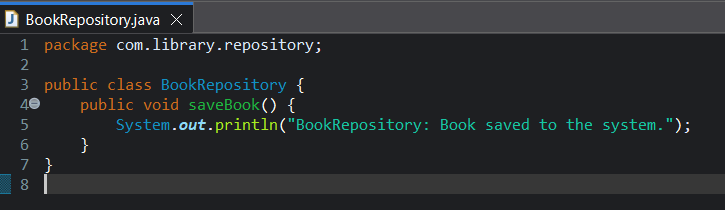 BookRepository.java
1 package com.library.repository;
2
3 public class BookRepository {
4     public void saveBook() {
5         System.out.println("BookRepository: Book saved to the system.");
6     }
7 }
8